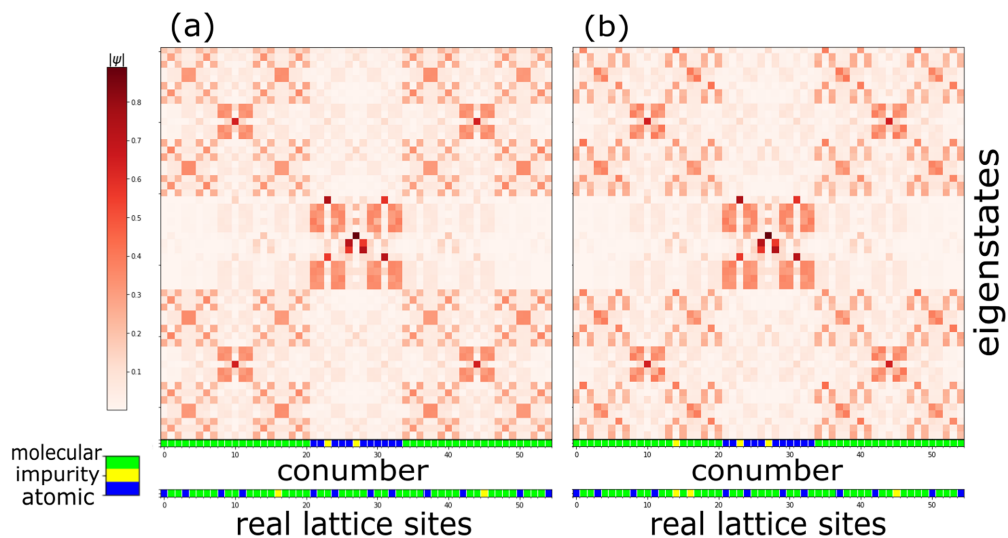 (a)
(b)
|ψ|
0.8
0.7
0.6
0.5
0.4
0.3
0.2
0.1
eigenstates
molecular
impurity
atomic
0 10 20 30 40 50
0 10 20 30 40 50
conumber
conumber
0 10 20 30 40 50
0 10 20 30 40 50
real lattice sites
real lattice sites